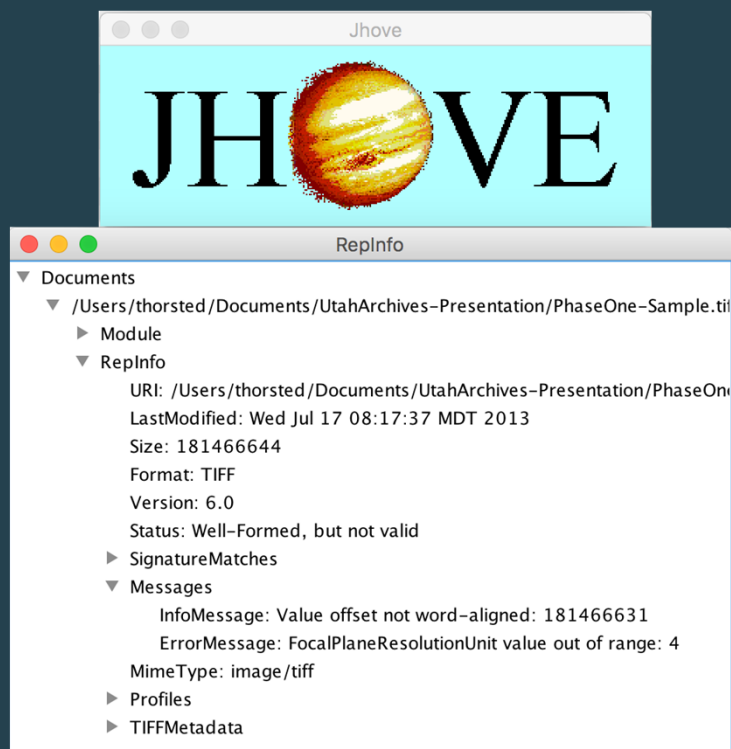 Jhove
JHOVE
RepInfo
Documents
/Users/thorsted/Documents/UtahArchives-Presentation/PhaseOne-Sample.tif
Module
RepInfo
URI: /Users/thorsted/Documents/UtahArchives-Presentation/PhaseOne
LastModified: Wed Jul 17 08:17:37 MDT 2013
Size: 181466644
Format: TIFF
Version: 6.0
Status: Well-Formed, but not valid
SignatureMatches
Messages
InfoMessage: Value offset not word-aligned: 181466631
ErrorMessage: FocalPlaneResolutionUnit value out of range: 4
MimeType: image/tiff
Profiles
TIFFMetadata